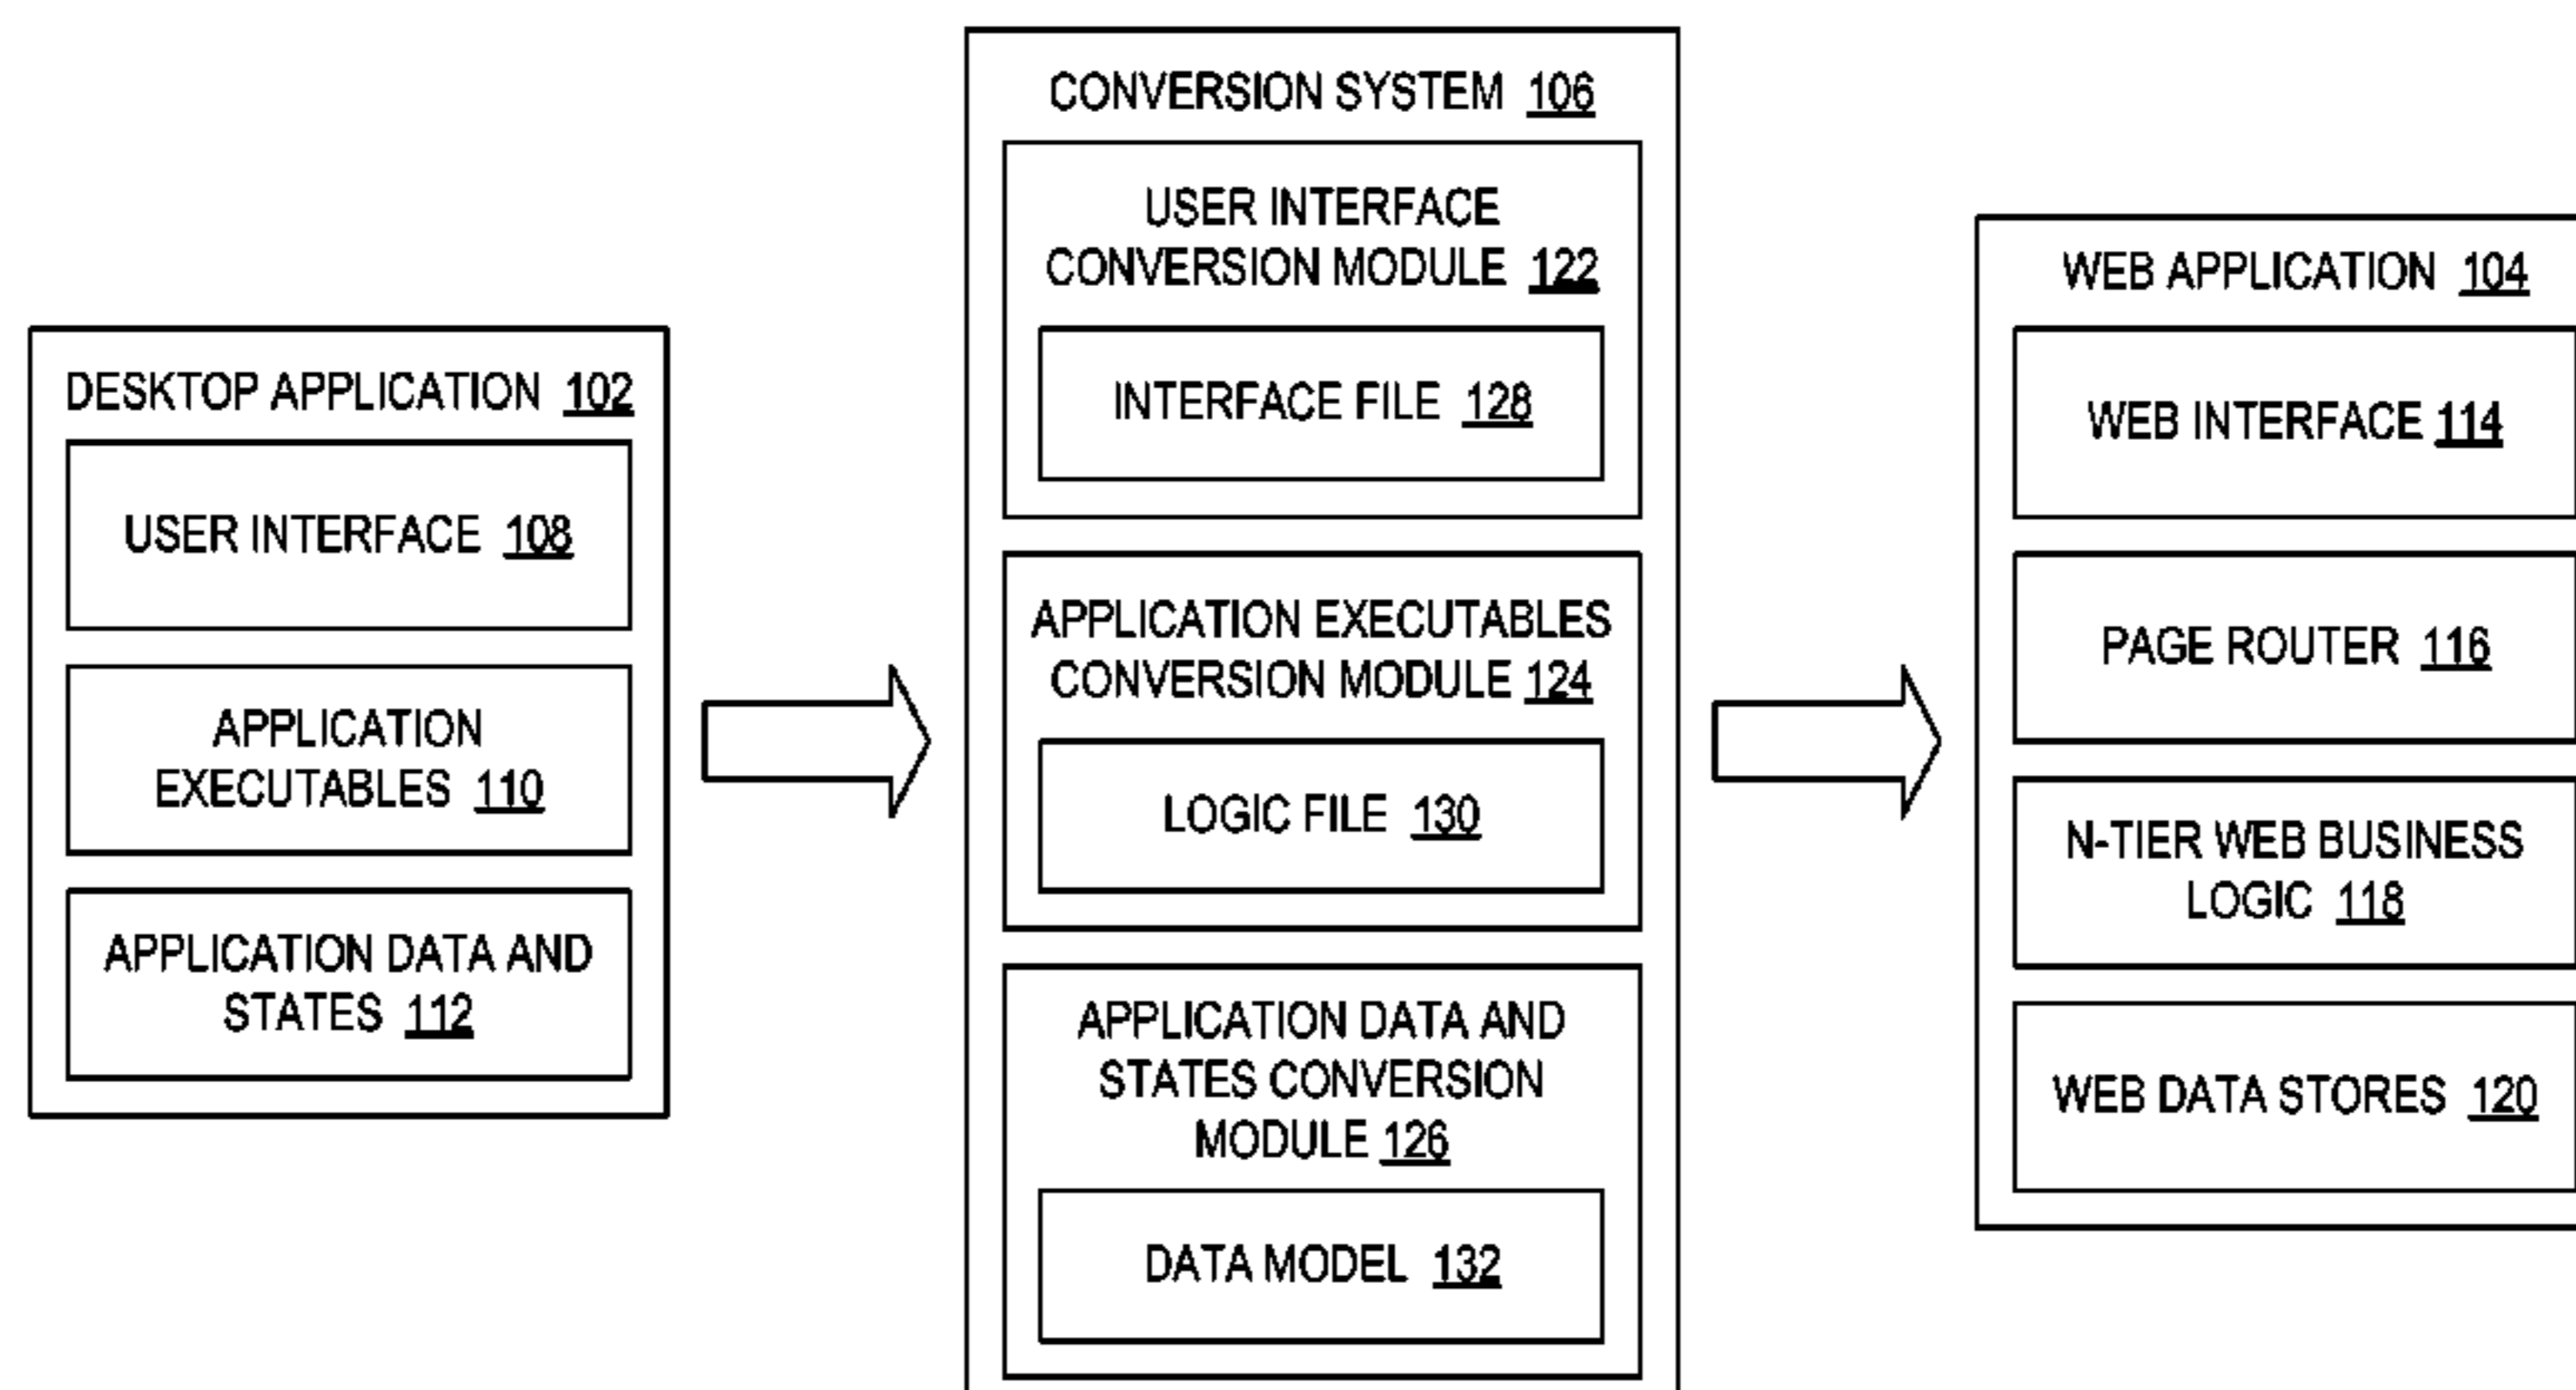 DESKTOP APPLICATION 102
USER INTERFACE 108
APPLICATION
EXECUTABLES 110
APPLICATION DATA AND
STATES 112
CONVERSION SYSTEM 106
USER INTERFACE
CONVERSION MODULE 122
INTERFACE FILE 128
APPLICATION EXECUTABLES
CONVERSION MODULE 124
LOGIC FILE 130
APPLICATION DATA AND
STATES CONVERSION
MODULE 126
DATA MODEL 132
WEB APPLICATION 104
WEB INTERFACE 114
PAGE ROUTER 116
N-TIER WEB BUSINESS
LOGIC 118
WEB DATA STORES 120